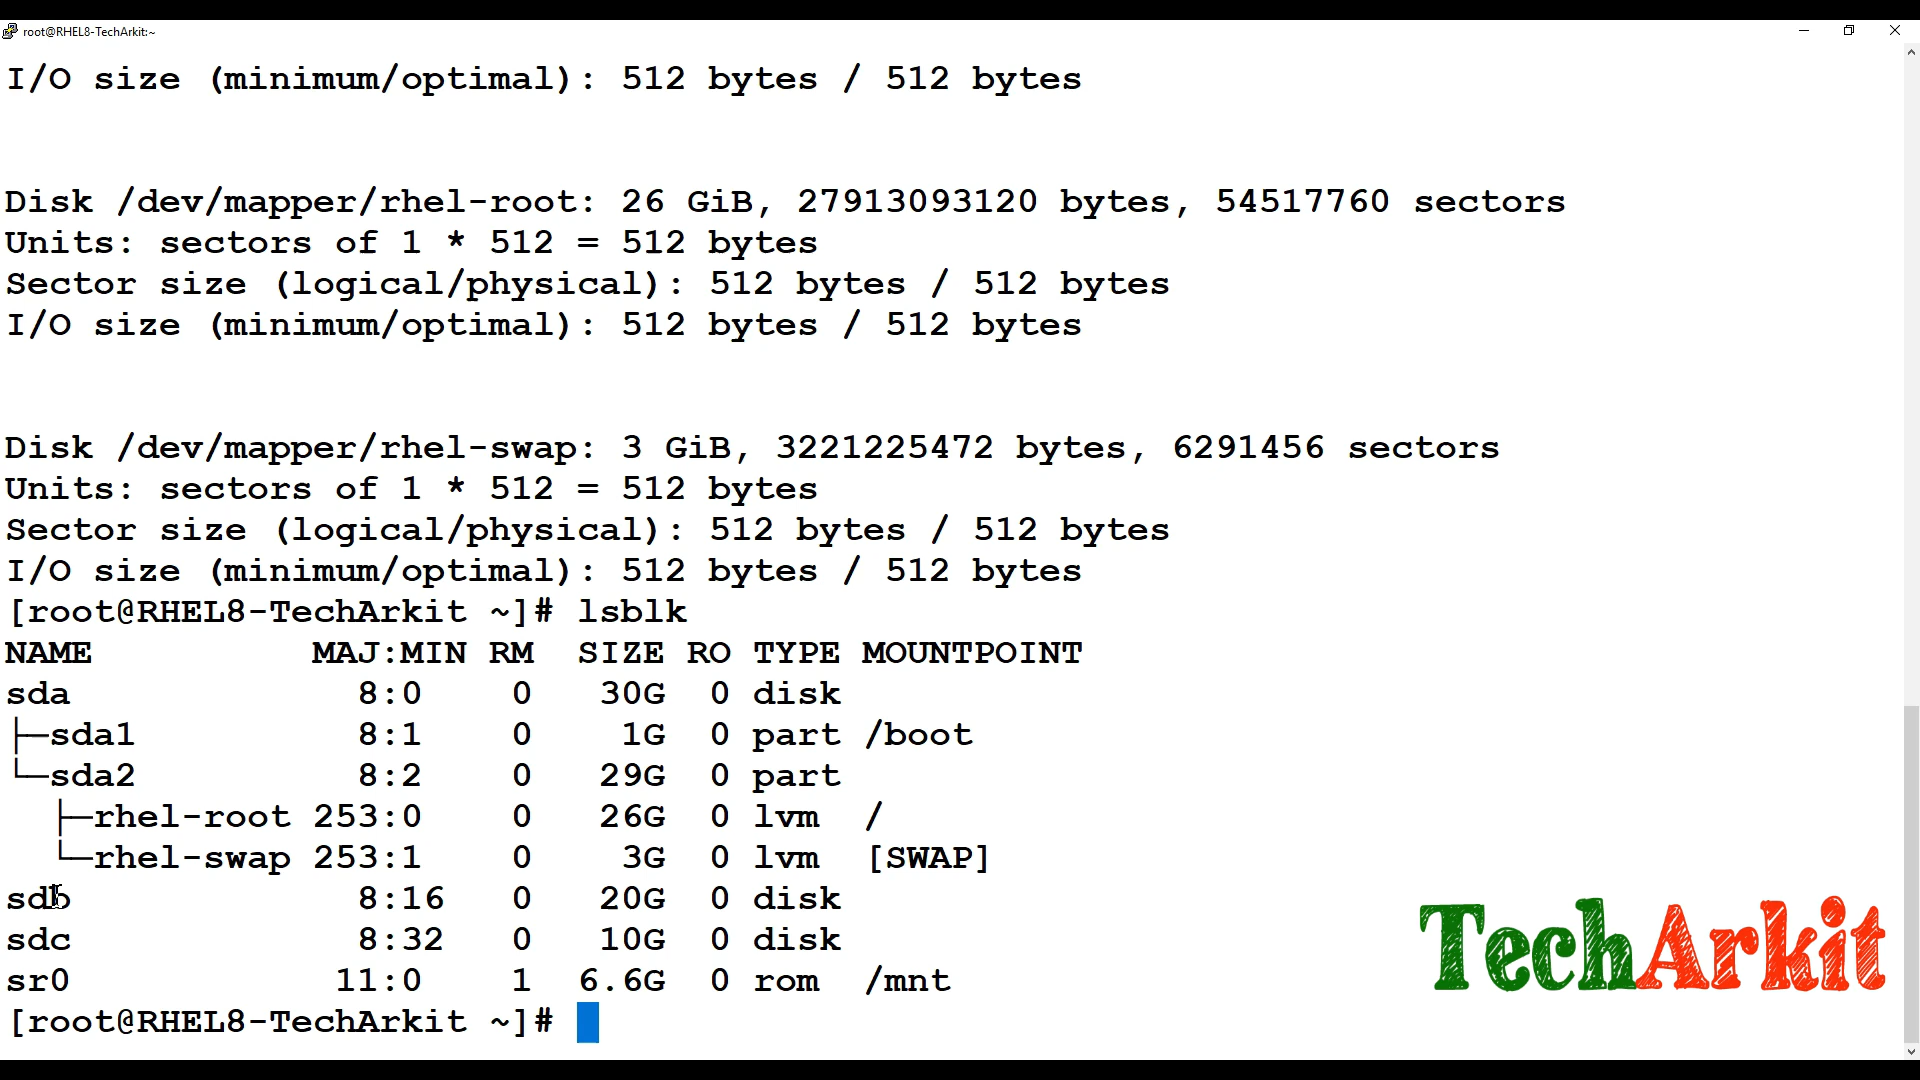 root@RHEL8-TechArkit:~
I/O size (minimum/optimal): 512 bytes / 512 bytes
Disk /dev/mapper/rhel-root: 26 GiB, 27913093120 bytes, 54517760 sectors
Units: sectors of 1 * 512 = 512 bytes
Sector size (logical/physical): 512 bytes / 512 bytes
I/O size (minimum/optimal): 512 bytes / 512 bytes
Disk /dev/mapper/rhel-swap: 3 GiB, 3221225472 bytes, 6291456 sectors
Units: sectors of 1 * 512 = 512 bytes
Sector size (logical/physical): 512 bytes / 512 bytes
I/O size (minimum/optimal): 512 bytes / 512 bytes
[root@RHEL8-TechArkit ~]# lsblk
NAME          MAJ:MIN RM  SIZE RO TYPE MOUNTPOINT
sda             8:0    0   30G  0 disk
├─sda1          8:1    0    1G  0 part /boot
└─sda2          8:2    0   29G  0 part
  ├─rhel-root 253:0    0   26G  0 lvm  /
  └─rhel-swap 253:1    0    3G  0 lvm  [SWAP]
sdb             8:16   0   20G  0 disk
sdc             8:32   0   10G  0 disk
sr0            11:0    1  6.6G  0 rom  /mnt
[root@RHEL8-TechArkit ~]#
TechArkit